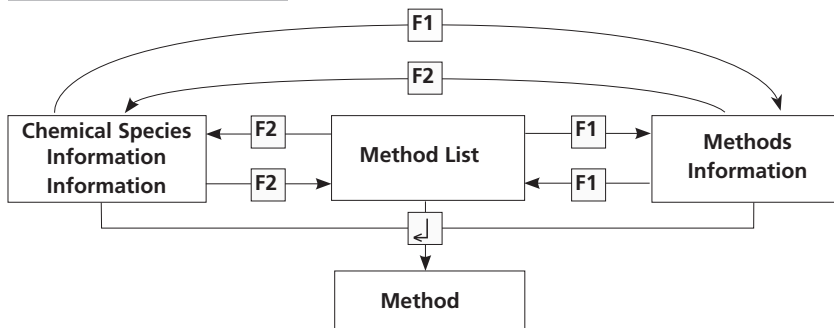 F1
F2
Chemical Species
Information
Information
F2
F2
Method List
F1
F1
Methods
Information
Method